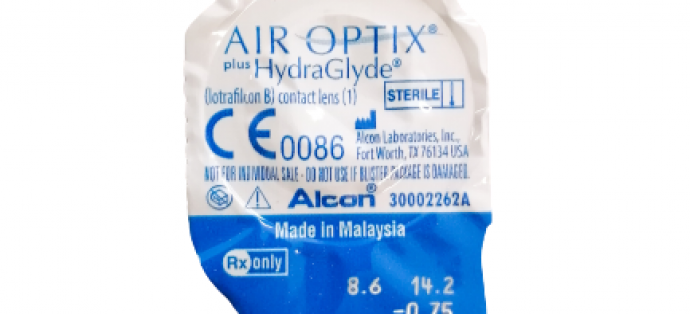 AIR OPTIX®
plus HydraGlyde®
(lotrafilcon B) contact lens (1)
STERILE
CE 0086
Alcon Laboratories, Inc.,
Fort Worth, TX 76134 USA
NOT FOR INDIVIDUAL SALE - DO NOT USE IF BLISTER PACKAGE IS DAMAGED.
Alcon® 30002262A
Made in Malaysia
Rx only
8.6 14.2
-0.75